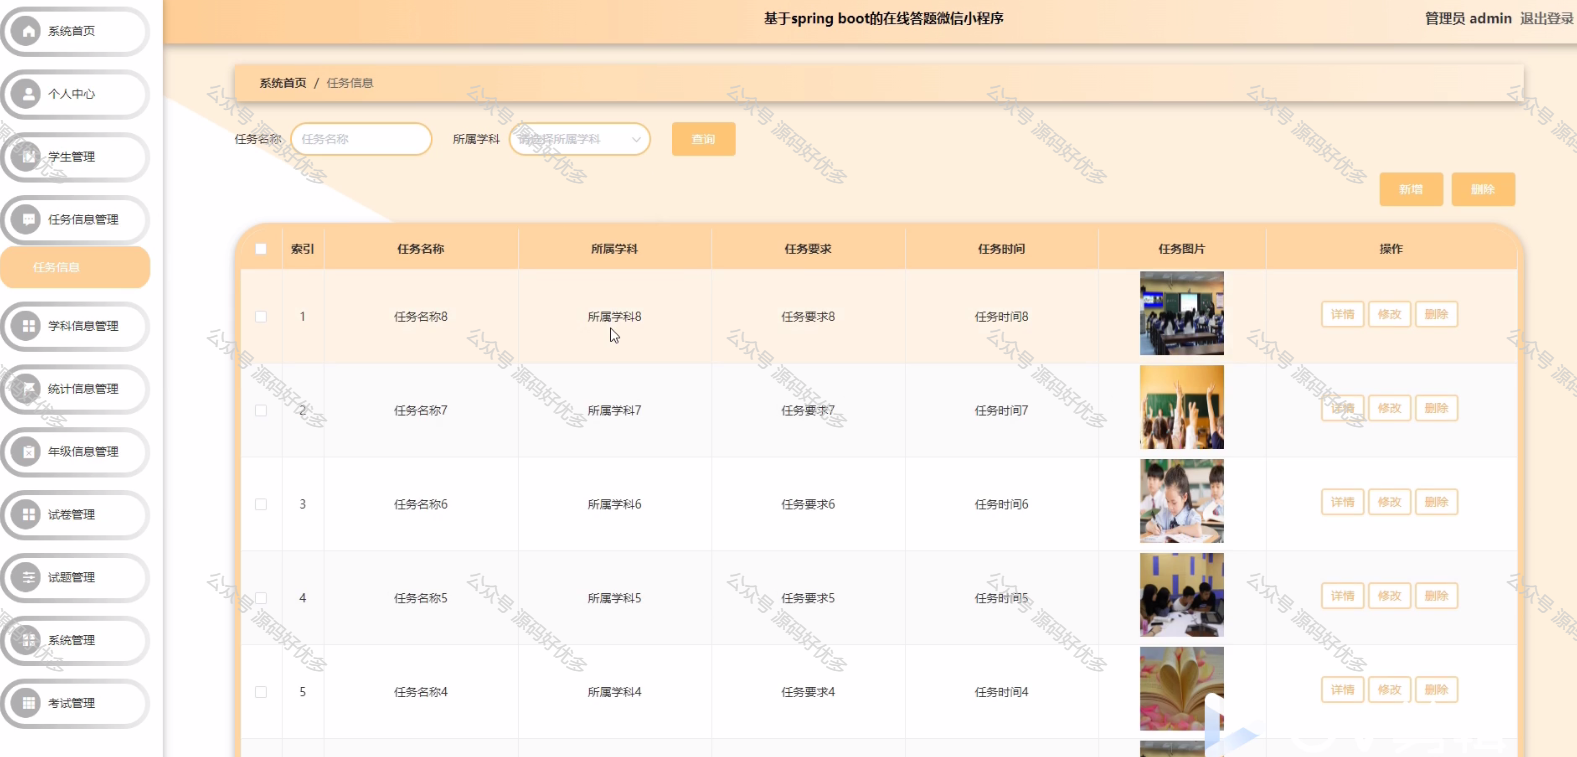 基于spring boot的在线答题微信小程序
管理员 admin 退出登录
系统首页
个人中心
学生管理
任务信息管理
任务信息
学科信息管理
统计信息管理
年级信息管理
试卷管理
试题管理
系统管理
考试管理
系统首页 / 任务信息
任务名称 任务名称 所属学科 请选择所属学科 查询
新增 删除
索引 任务名称 所属学科 任务要求 任务时间 任务图片 操作
1 任务名称8 所属学科8 任务要求8 任务时间8 详情 修改 删除
2 任务名称7 所属学科7 任务要求7 任务时间7 详情 修改 删除
3 任务名称6 所属学科6 任务要求6 任务时间6 详情 修改 删除
4 任务名称5 所属学科5 任务要求5 任务时间5 详情 修改 删除
5 任务名称4 所属学科4 任务要求4 任务时间4 详情 修改 删除
公众号 源码好优多